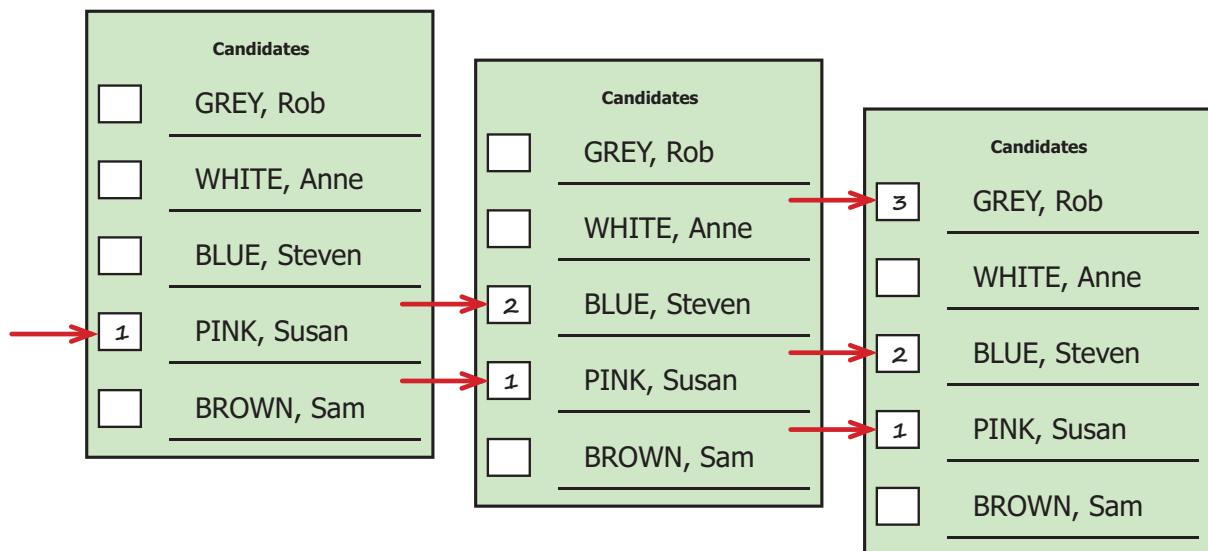 Candidates
GREY, Rob
WHITE, Anne
BLUE, Steven
1 PINK, Susan
BROWN, Sam
Candidates
GREY, Rob
WHITE, Anne
2 BLUE, Steven
1 PINK, Susan
BROWN, Sam
Candidates
3 GREY, Rob
WHITE, Anne
2 BLUE, Steven
1 PINK, Susan
BROWN, Sam